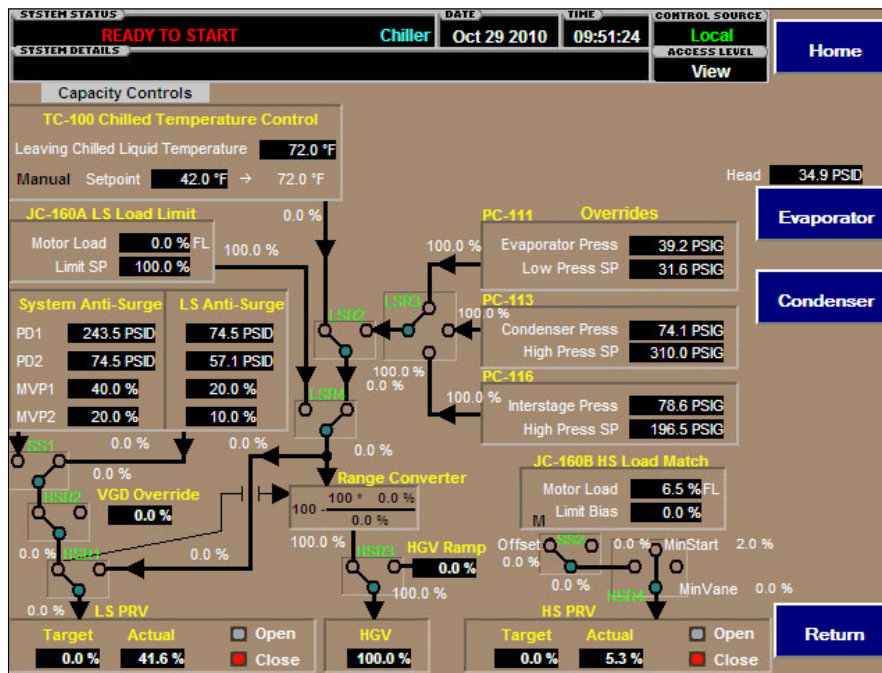 SYSTEM STATUS
READY TO START Chiller
DATE
Oct 29 2010
TIME
09:51:24
CONTROL SOURCE
Local
SYSTEM DETAILS
ACCESS LEVEL
View
Home
Capacity Controls
TC-100 Chilled Temperature Control
Leaving Chilled Liquid Temperature 72.0 °F
Manual Setpoint 42.0 °F → 72.0 °F
Head 34.9 PSID
0.0 %
JC-160A LS Load Limit
Motor Load 0.0 % FL
Limit SP 100.0 %
100.0 %
PC-111 Overrides
Evaporator Press 39.2 PSIG
Low Press SP 31.6 PSIG
100.0 %
Evaporator
PC-113
Condenser Press 74.1 PSIG
High Press SP 310.0 PSIG
100.0 %
Condenser
PC-116
Interstage Press 78.6 PSIG
High Press SP 196.5 PSIG
100.0 %
LSR3
LSR2
100.0 %
0.0 %
LSR4
System Anti-Surge LS Anti-Surge
PD1 243.5 PSID 74.5 PSID
PD2 74.5 PSID 57.1 PSID
MVP1 40.0 % 20.0 %
MVP2 20.0 % 10.0 %
SS1
0.0 %
0.0 %
0.0 %
0.0 %
HSR2
VGD Override
0.0 %
Range Converter
100 - 100 * 0.0 %
0.0 %
JC-160B HS Load Match
Motor Load 6.5 % FL
Limit Bias 0.0 %
M
0.0 %
HSR1
0.0 %
100.0 %
HSR3
HGV Ramp
0.0 %
100.0 %
Offset
0.0 %
SS2
0.0 %
0.0 %
MinStart 2.0 %
HSR4
MinVane 0.0 %
0.0 %
LS PRV
Target Actual Open
0.0 % 41.6 % Close
HGV
100.0 %
HS PRV
Target Actual Open
0.0 % 5.3 % Close
Return